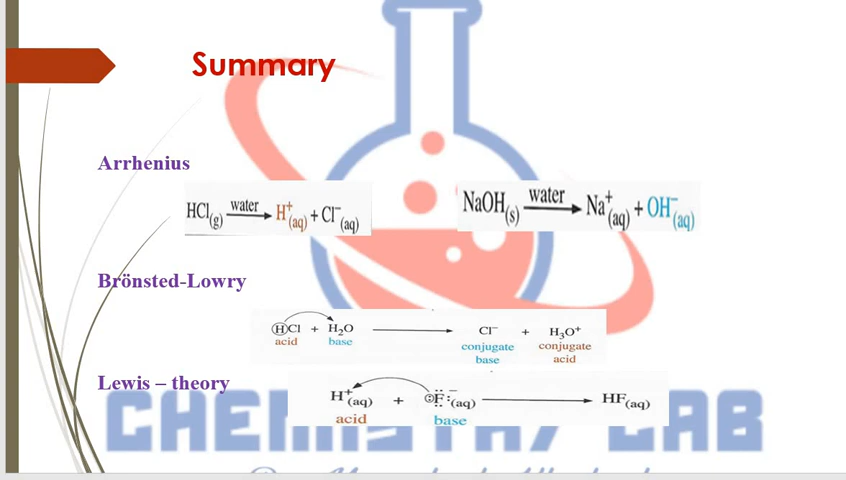 Summary
Arrhenius
HCl(g) water → H⁺(aq) + Cl⁻(aq)
NaOH(s) water → Na⁺(aq) + OH⁻(aq)
Brönsted-Lowry
HCl + H₂O → Cl⁻ + H₃O⁺
acid base conjugate base conjugate acid
Lewis – theory
H⁺(aq) + :F:⁻(aq) → HF(aq)
acid base
CHEMISTRY LAB